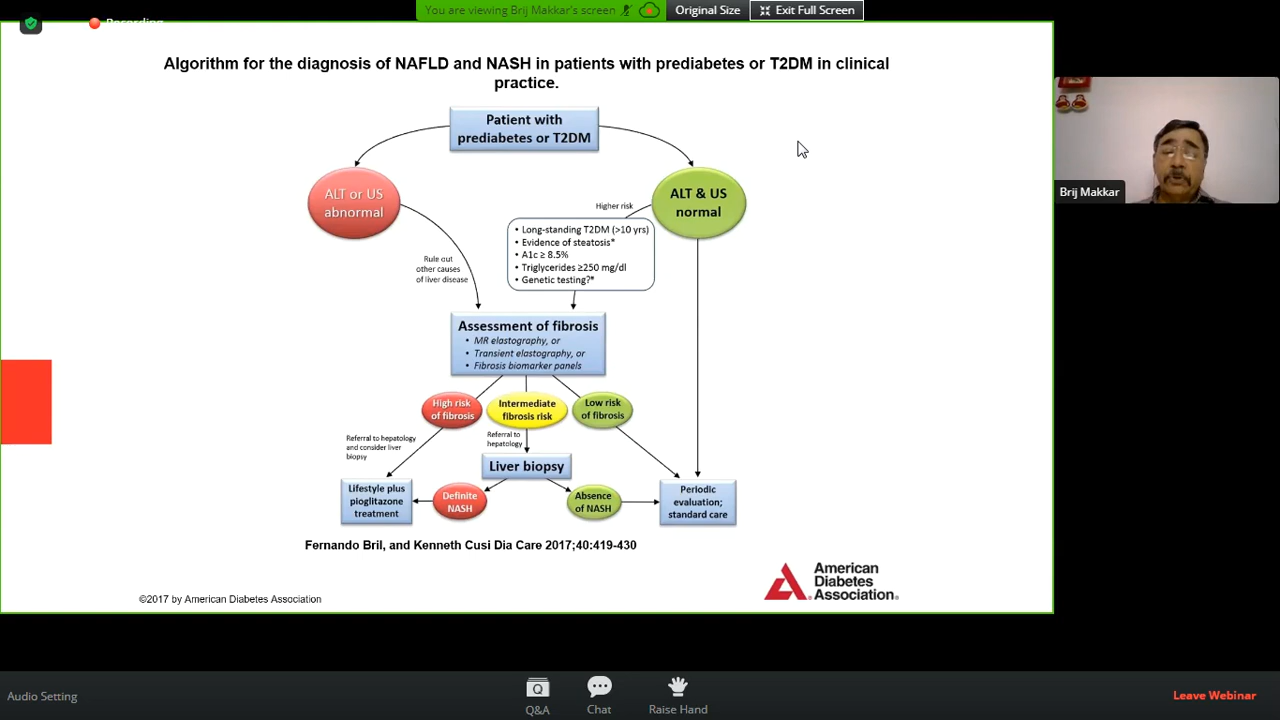 You are viewing Brij Makkar's screen
Original Size
Exit Full Screen
Recording
Algorithm for the diagnosis of NAFLD and NASH in patients with prediabetes or T2DM in clinical
practice.
Patient with
prediabetes or T2DM
ALT or US
abnormal
ALT & US
normal
Higher risk
• Long-standing T2DM (>10 yrs)
• Evidence of steatosis*
• A1c ≥ 8.5%
• Triglycerides ≥250 mg/dl
• Genetic testing?*
Rule out
other causes
of liver disease
Assessment of fibrosis
• MR elastography, or
• Transient elastography, or
• Fibrosis biomarker panels
High risk
of fibrosis
Intermediate
fibrosis risk
Low risk
of fibrosis
Referral to hepatology
and consider liver
biopsy
Referral to
hepatology
Liver biopsy
Lifestyle plus
pioglitazone
treatment
Definite
NASH
Absence
of NASH
Periodic
evaluation;
standard care
Fernando Bril, and Kenneth Cusi Dia Care 2017;40:419-430
American
Diabetes
Association.
©2017 by American Diabetes Association
Brij Makkar
Audio Setting
Q&A
Chat
Raise Hand
Leave Webinar